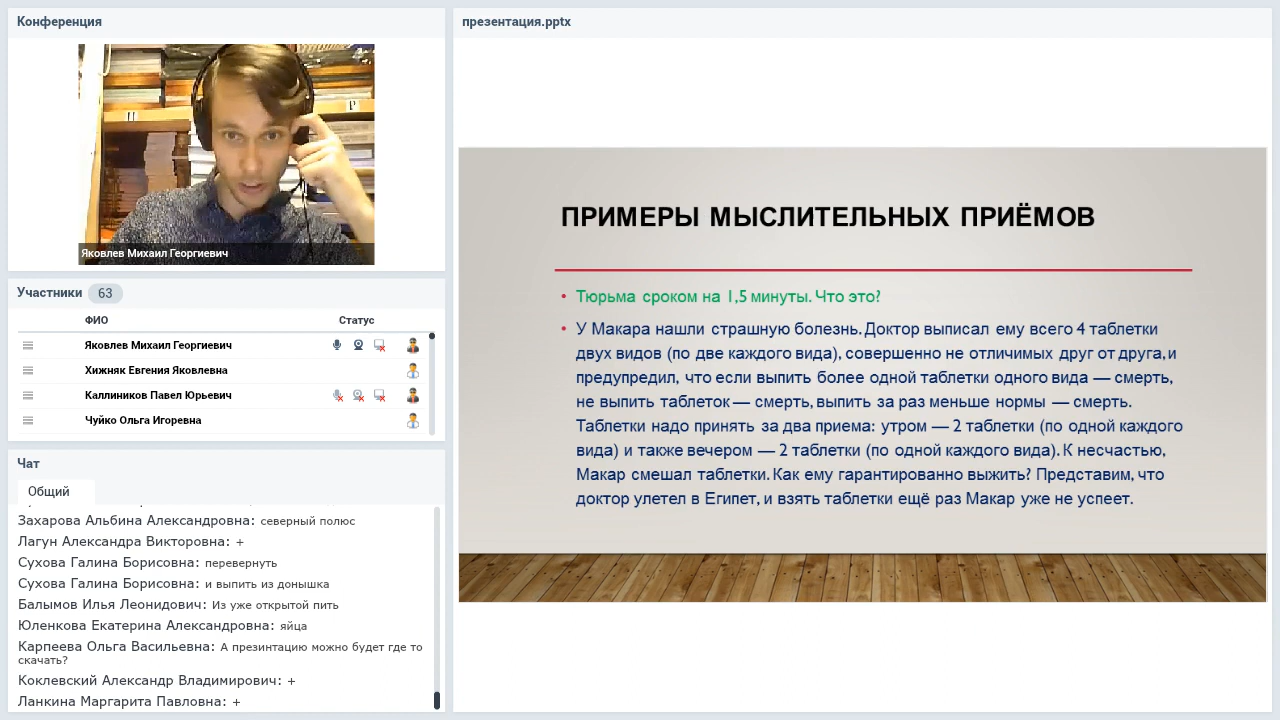 Конференция
Яковлев Михаил Георгиевич
Участники 63
ФИО Статус
Яковлев Михаил Георгиевич
Хижняк Евгения Яковлевна
Каллиников Павел Юрьевич
Чуйко Ольга Игоревна
Чат
Общий
Захарова Альбина Александровна: северный полюс
Лагун Александра Викторовна: +
Сухова Галина Борисовна: перевернуть
Сухова Галина Борисовна: и выпить из донышка
Балымов Илья Леонидович: Из уже открытой пить
Юленкова Екатерина Александровна: яйца
Карпеева Ольга Васильевна: А презинтацию можно будет где то
скачать?
Коклевский Александр Владимирович: +
Ланкина Маргарита Павловна: +
презентация.pptx
ПРИМЕРЫ МЫСЛИТЕЛЬНЫХ ПРИЁМОВ
• Тюрьма сроком на 1,5 минуты. Что это?
• У Макара нашли страшную болезнь. Доктор выписал ему всего 4 таблетки
двух видов (по две каждого вида), совершенно не отличимых друг от друга, и
предупредил, что если выпить более одной таблетки одного вида — смерть,
не выпить таблеток — смерть, выпить за раз меньше нормы — смерть.
Таблетки надо принять за два приема: утром — 2 таблетки (по одной каждого
вида) и также вечером — 2 таблетки (по одной каждого вида). К несчастью,
Макар смешал таблетки. Как ему гарантированно выжить? Представим, что
доктор улетел в Египет, и взять таблетки ещё раз Макар уже не успеет.